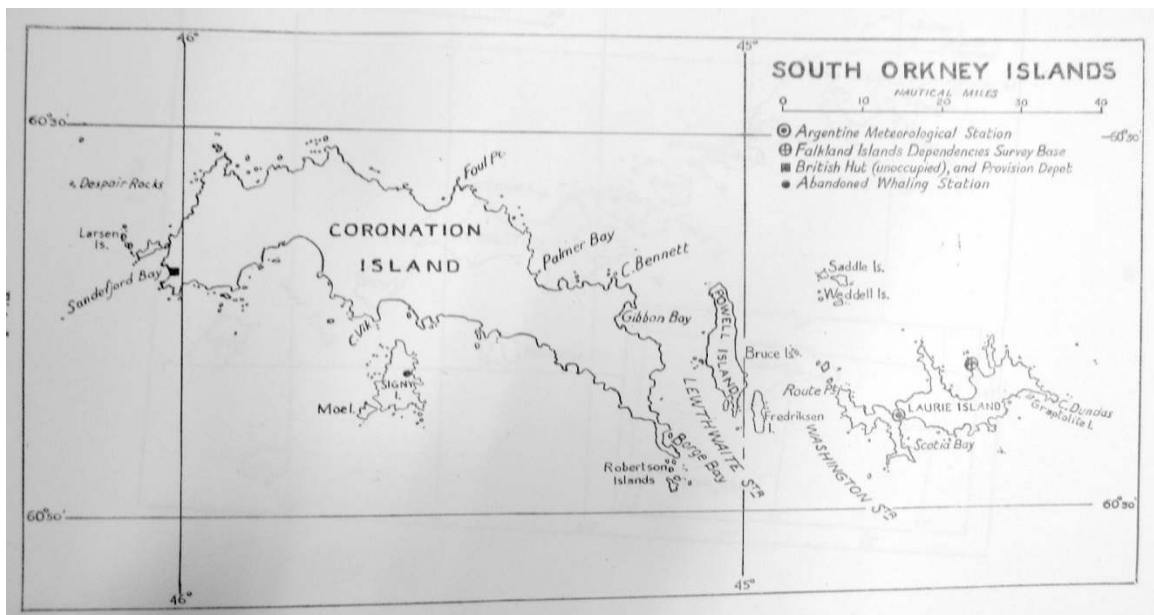 46°
45°
SOUTH ORKNEY ISLANDS
NAUTICAL MILES
0 10 20 30 40
60°30'
60°30'
Argentine Meteorological Station
Falkland Islands Dependencies Survey Base
British Hut (unoccupied), and Provision Depot
Abandoned Whaling Station
Despair Rocks
Foul Pt.
Larsen
Is.
CORONATION
ISLAND
Palmer Bay
C. Bennett
Sandefjord Bay
Saddle Is.
Weddell Is.
POWELL ISLAND
Gibbon Bay
C. Vik
Bruce Is.
SIGNY
I.
Moe I.
LEWTHWAITE STR
Route Pt.
LAURIE ISLAND
C. Dundas
Graptolite I.
Fredriksen
I.
WASHINGTON STR
Scotia Bay
Borge Bay
Robertson
Islands
60°50'
60°50'
46°
45°